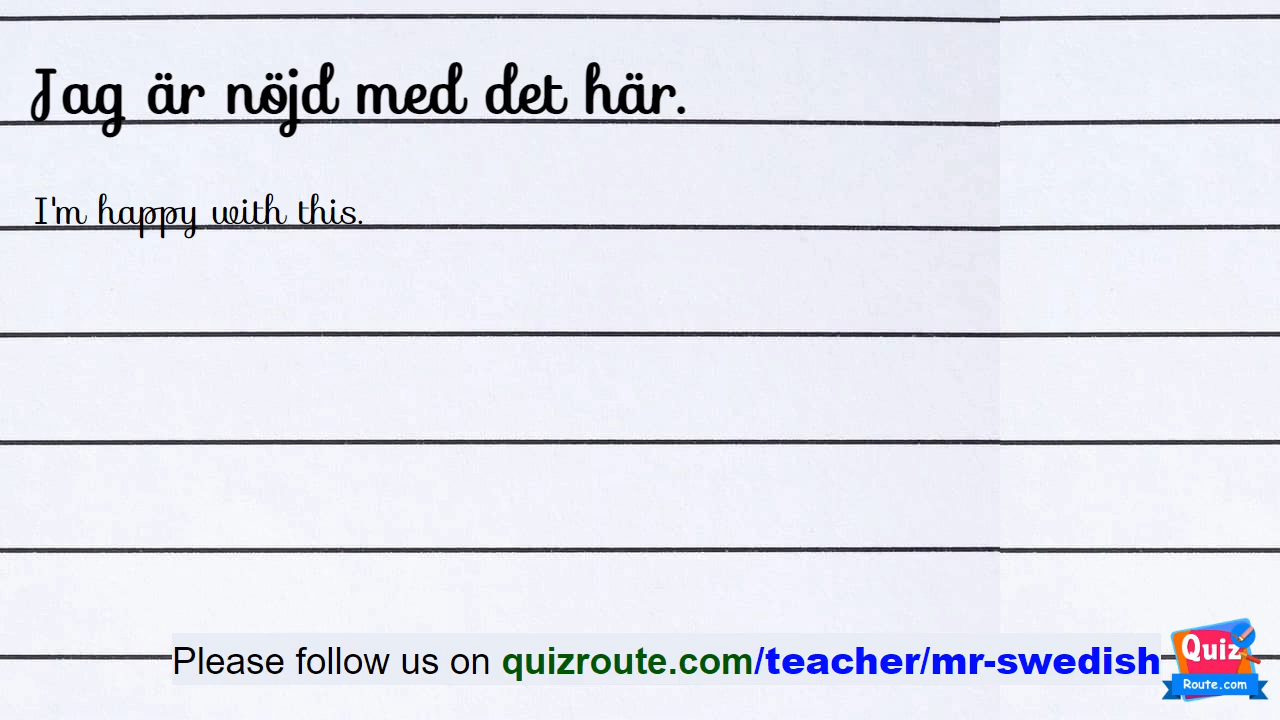 Jag är nöjd med det här.
I'm happy with this.
Please follow us on quizroute.com/teacher/mr-swedish
Quiz
Route.com